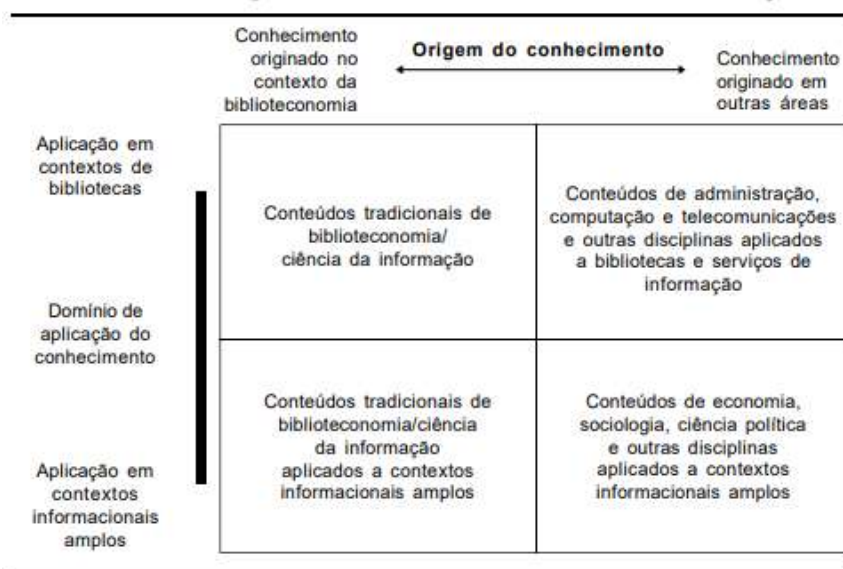 Conhecimento
originado no
contexto da
biblioteconomia
Origem do conhecimento
Conhecimento
originado em
outras áreas
Aplicação em
contextos de
bibliotecas
Conteúdos tradicionais de
biblioteconomia/
ciência da informação
Conteúdos de administração,
computação e telecomunicações
e outras disciplinas aplicados
a bibliotecas e serviços de
informação
Domínio de
aplicação do
conhecimento
Conteúdos tradicionais de
biblioteconomia/ciência
da informação
aplicados a contextos
informacionais amplos
Conteúdos de economia,
sociologia, ciência política
e outras disciplinas
aplicados a contextos
informacionais amplos
Aplicação em
contextos
informacionais
amplos